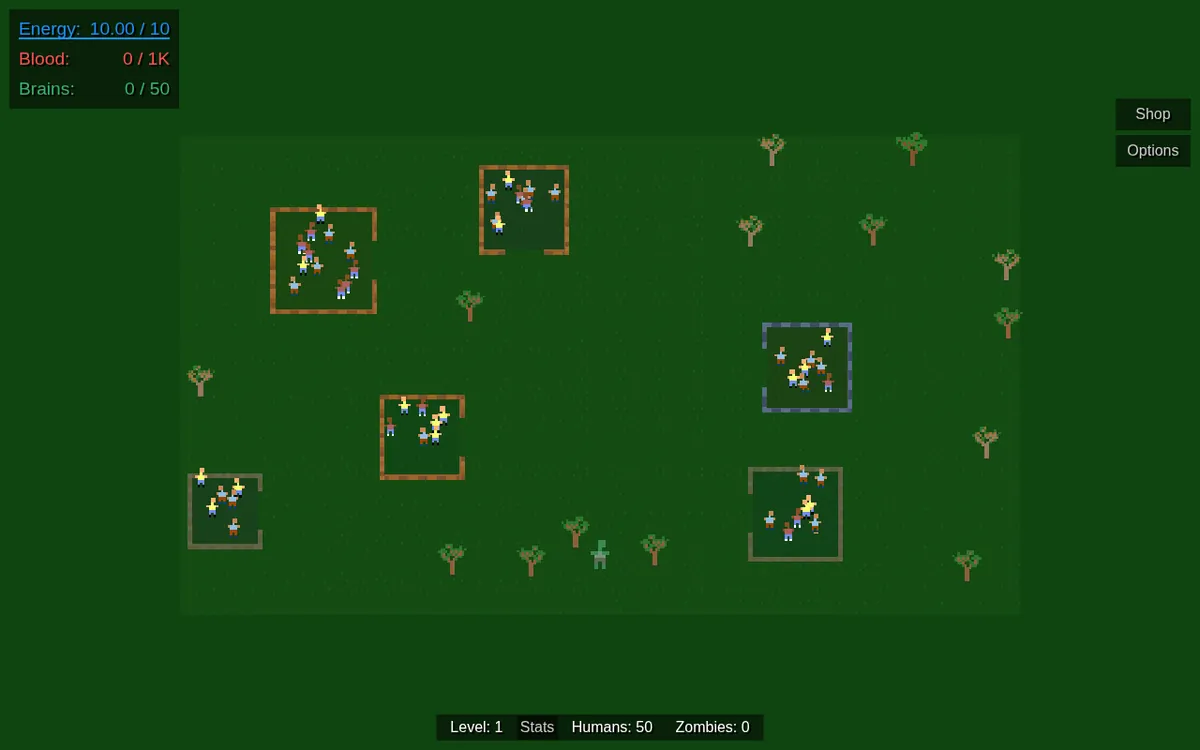 Energy: 10.00 / 10
Blood: 0 / 1K
Brains: 0 / 50
Shop
Options
Level: 1 Stats Humans: 50 Zombies: 0